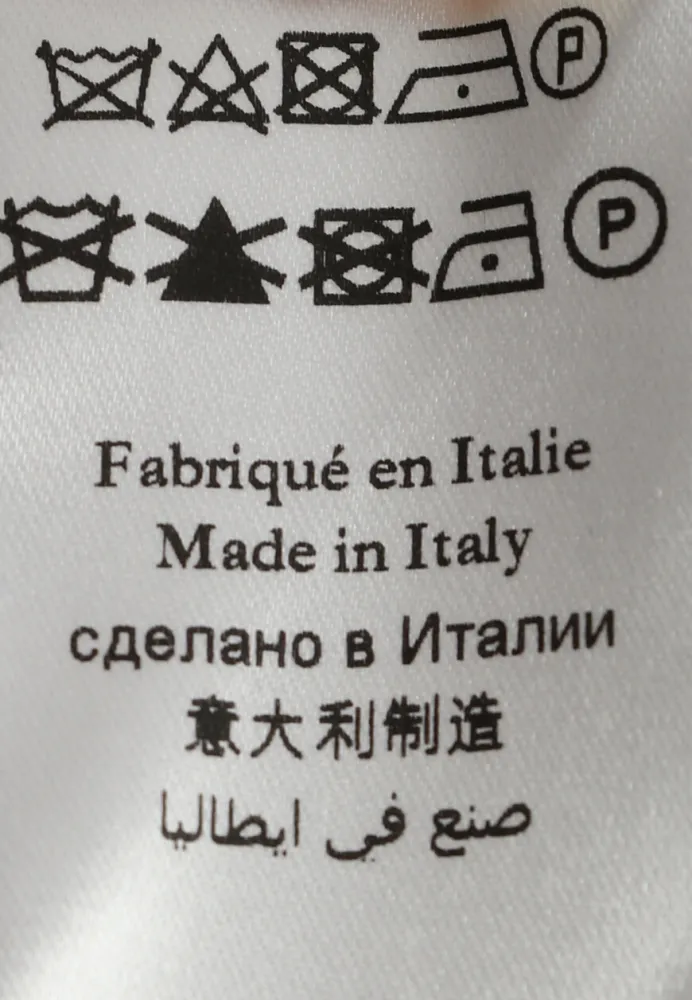 P
P
Fabriqué en Italie
Made in Italy
сделано в Италии
意大利制造
صنع في ايطاليا